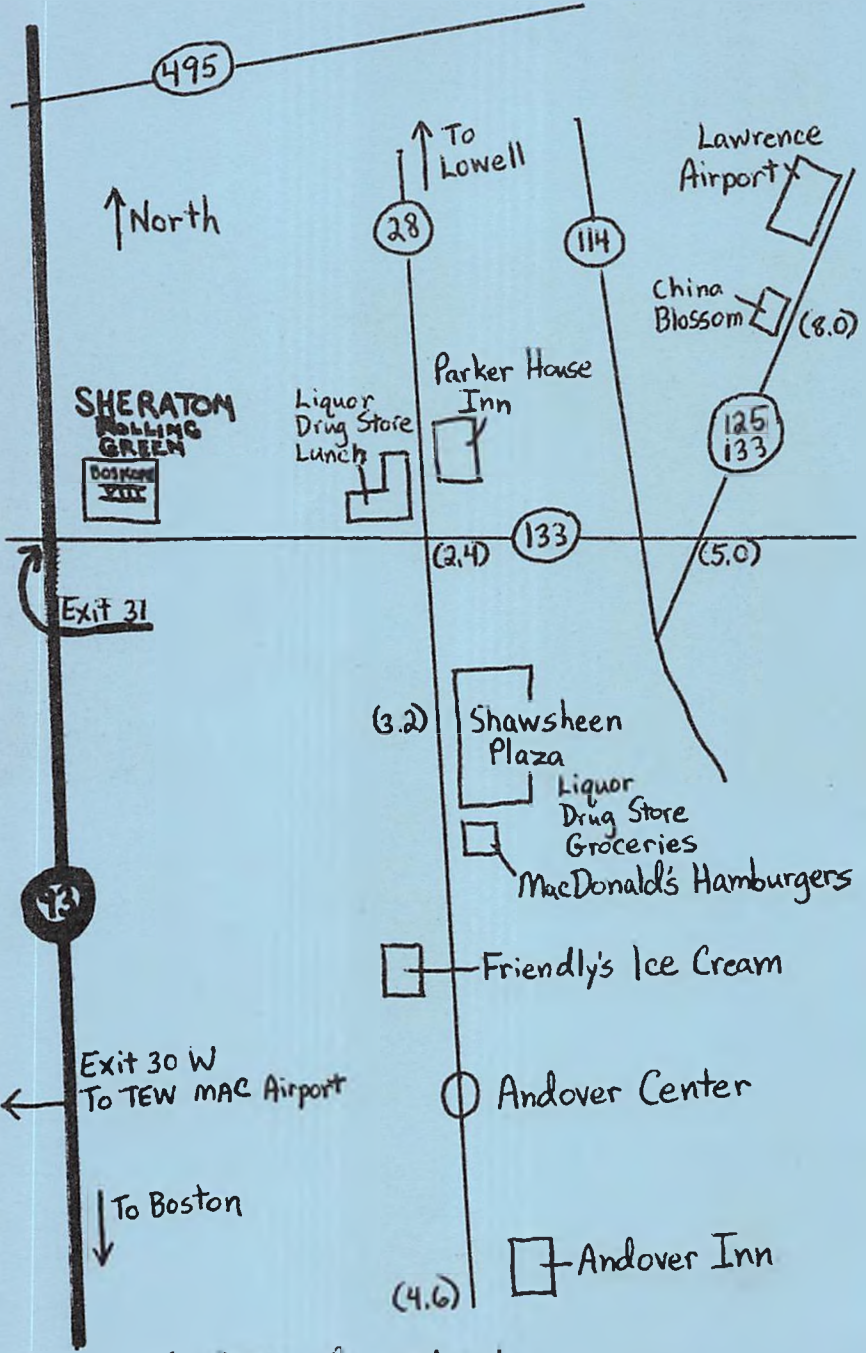 495
To
Lowell
Lawrence
Airport
North
28
114
China
Blossom
(8.0)
Parker House
Inn
SHERATON
ROLLING
GREEN
BOSKONE
VIII
Liquor
Drug Store
Lunch
125
133
133
(2.4)
(5.0)
Exit 31
(3.2)
Shawsheen
Plaza
Liquor
Drug Store
Groceries
MacDonald's Hamburgers
93
Friendly's Ice Cream
Exit 30 W
To TEW MAC Airport
Andover Center
To Boston
Andover Inn
(4.6)